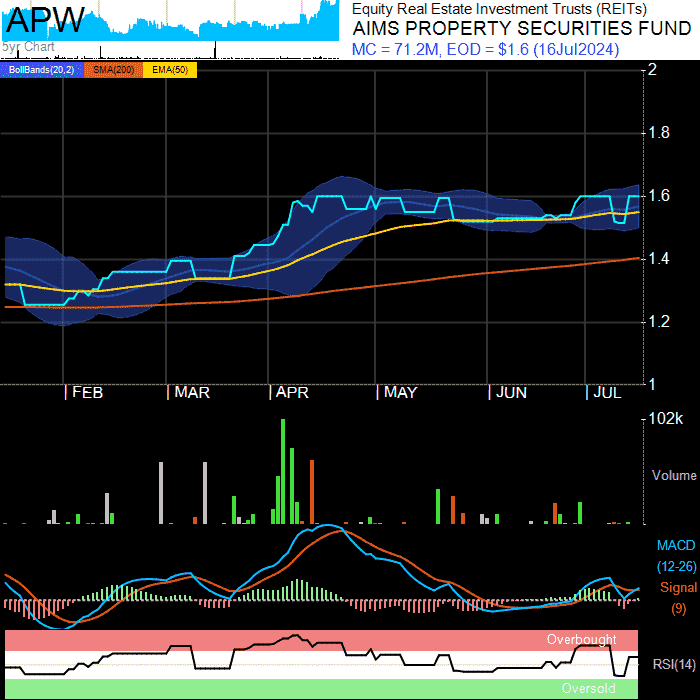 APW
5yr Chart
Equity Real Estate Investment Trusts (REITs)
AIMS PROPERTY SECURITIES FUND
MC = 71.2M, EOD = $1.6 (16Jul2024)
BollBands(20,2) SMA(200) EMA(50)
2
1.8
1.6
1.4
1.2
1
FEB MAR APR MAY JUN JUL
102k
Volume
MACD
(12-26)
Signal
(9)
Overbought
RSI(14)
Oversold